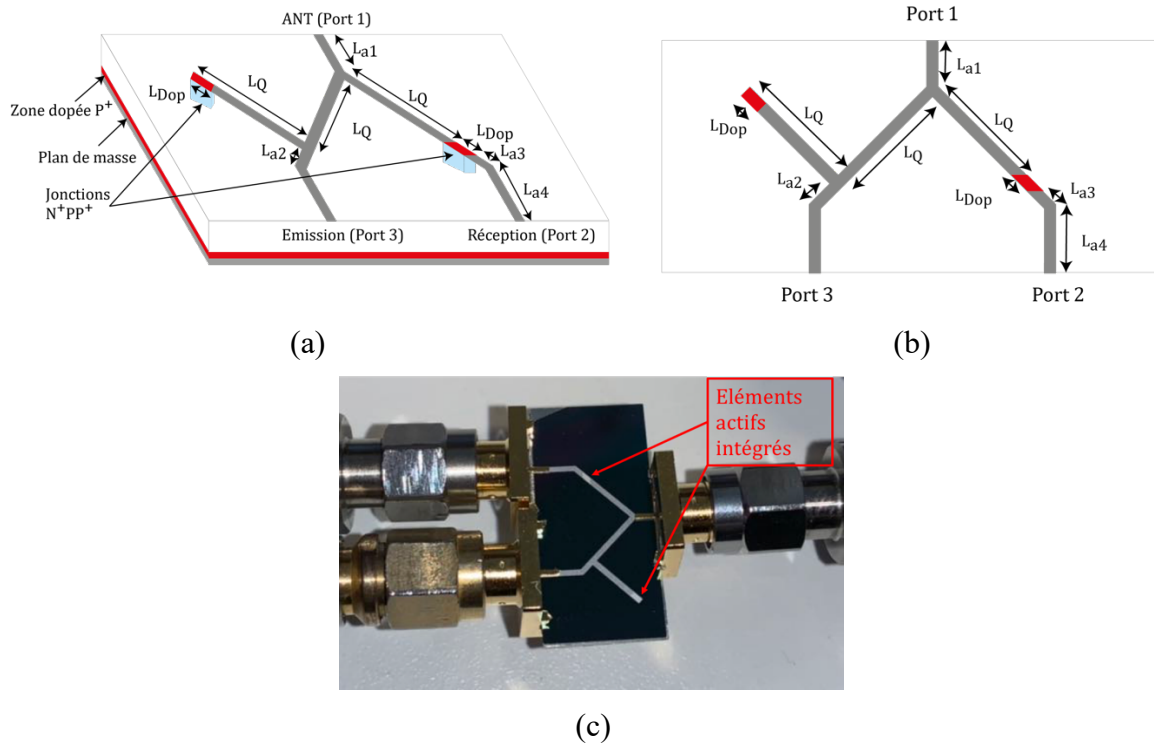 ANT (Port 1)
La1
LQ
LDop
Zone dopée P+
LQ
LDop
La3
Plan de masse
La2
La4
Jonctions
N+PP+
Emission (Port 3)
Réception (Port 2)
(a)
Port 1
La1
LQ
LQ
LDop
LQ
La2
LDop
La3
La4
Port 3
Port 2
(b)
Eléments
actifs
intégrés
(c)